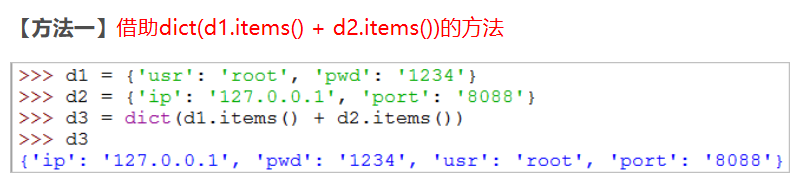 【方法一】借助dict(d1.items() + d2.items())的方法
>>> d1 = {'usr': 'root', 'pwd': '1234'}
>>> d2 = {'ip': '127.0.0.1', 'port': '8088'}
>>> d3 = dict(d1.items() + d2.items())
>>> d3
{'ip': '127.0.0.1', 'pwd': '1234', 'usr': 'root', 'port': '8088'}